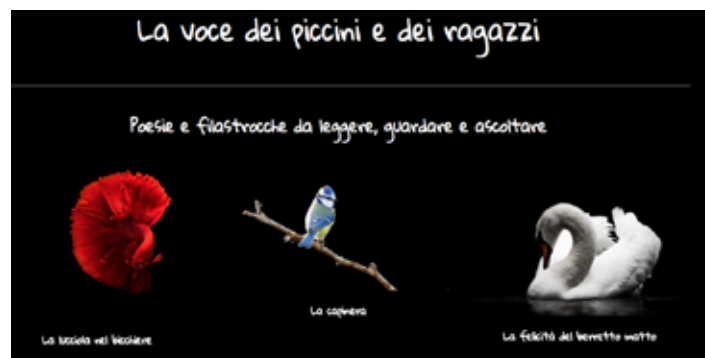 La voce dei piccini e dei ragazzi
Poesie e filastrocche da leggere, guardare e ascoltare
La capinera
La lucciola nel bicchiere
La felicità del berretto matto